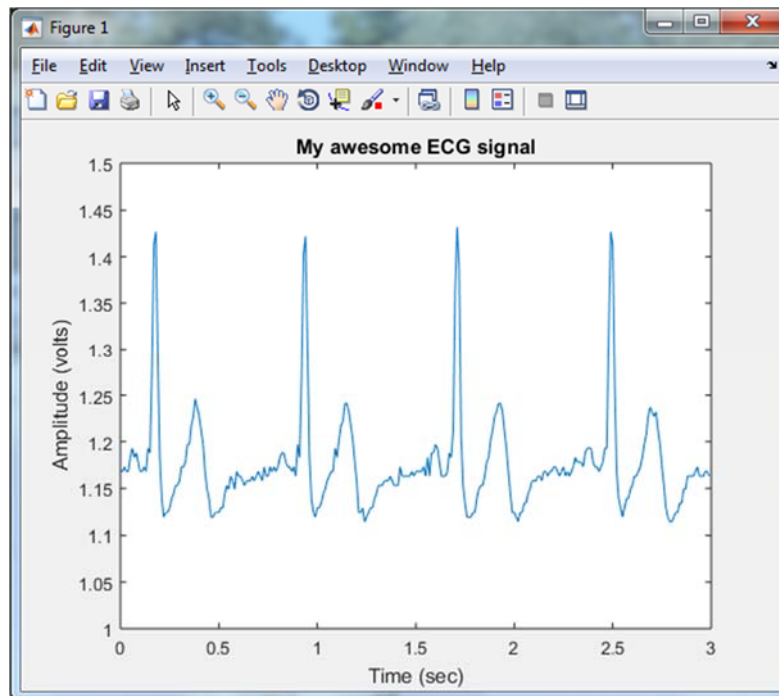 Figure 1
File Edit View Insert Tools Desktop Window Help
My awesome ECG signal
1.5
1.45
1.4
1.35
1.3
1.25
1.2
1.15
1.1
1.05
1
Amplitude (volts)
0 0.5 1 1.5 2 2.5 3
Time (sec)